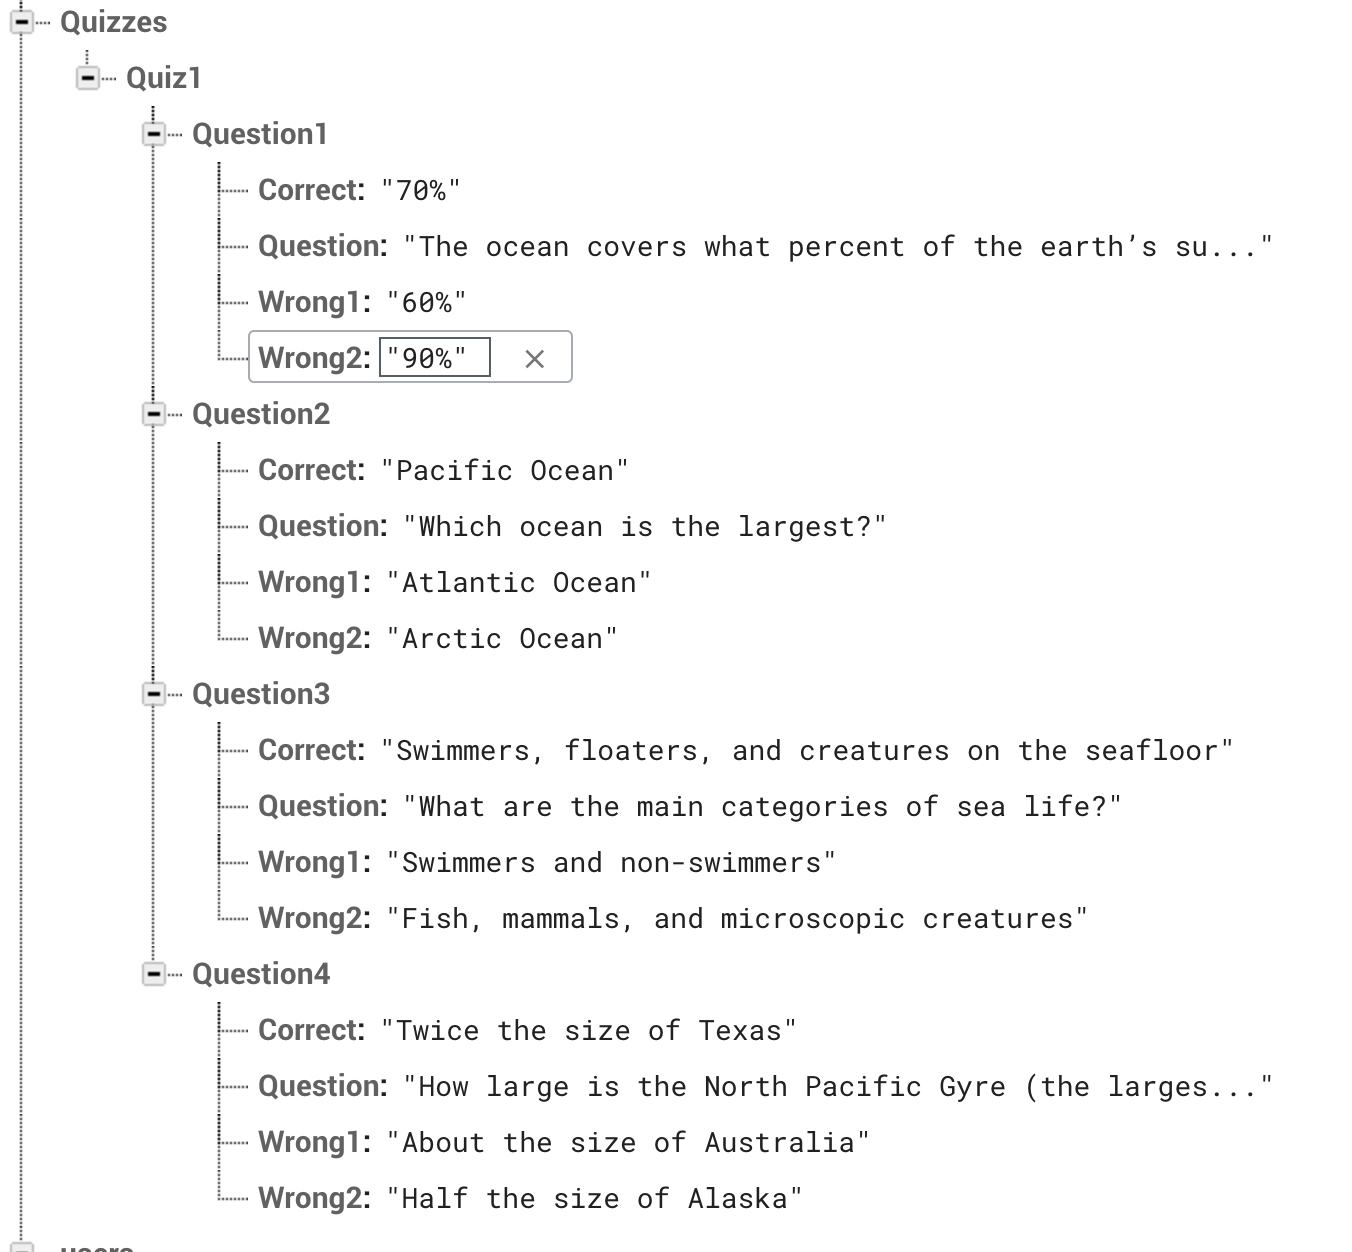 Quizzes
Quiz1
Question1
Correct: "70%"
Question: "The ocean covers what percent of the earth’s su..."
Wrong1: "60%"
Wrong2: "90%" ×
Question2
Correct: "Pacific Ocean"
Question: "Which ocean is the largest?"
Wrong1: "Atlantic Ocean"
Wrong2: "Arctic Ocean"
Question3
Correct: "Swimmers, floaters, and creatures on the seafloor"
Question: "What are the main categories of sea life?"
Wrong1: "Swimmers and non-swimmers"
Wrong2: "Fish, mammals, and microscopic creatures"
Question4
Correct: "Twice the size of Texas"
Question: "How large is the North Pacific Gyre (the larges..."
Wrong1: "About the size of Australia"
Wrong2: "Half the size of Alaska"
users